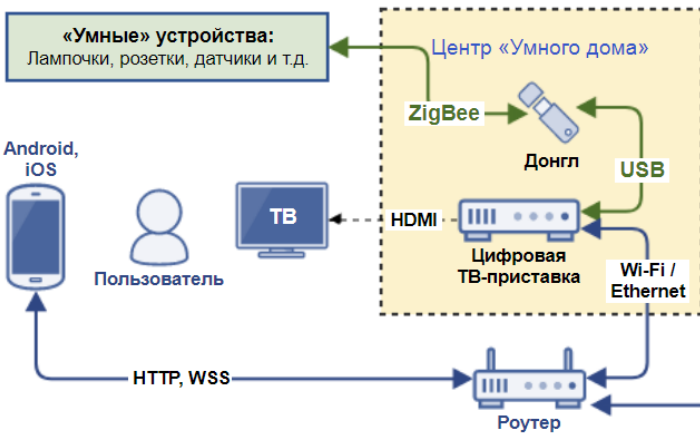 «Умные» устройства:
Лампочки, розетки, датчики и т.д.
Центр «Умного дома»
ZigBee
Донгл
USB
Android,
iOS
ТВ
HDMI
Пользователь
Цифровая
ТВ-приставка
Wi-Fi /
Ethernet
HTTP, WSS
Роутер